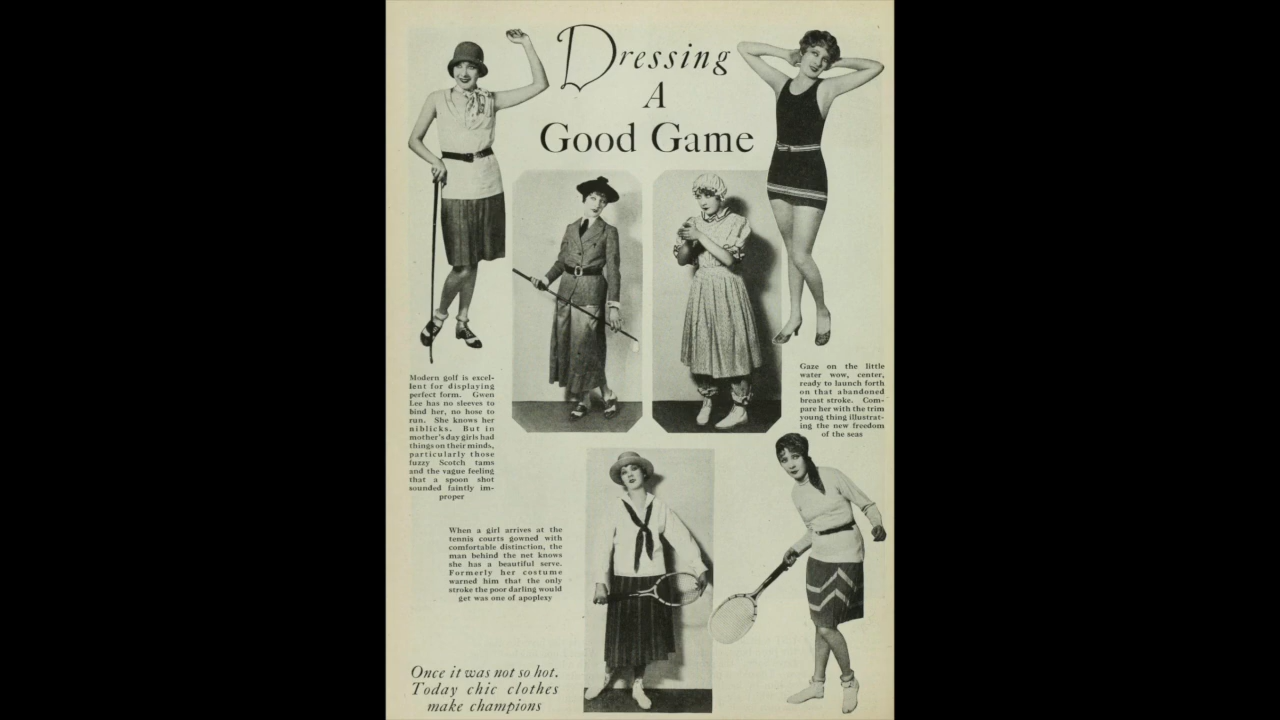 Dressing
A
Good Game
Modern golf is excel-
lent for displaying
perfect form. Gwen
Lee has no sleeves to
bind her, no hose to
run. She knows her
niblicks. But in
mother's day girls had
things on their minds,
particularly those
fuzzy Scotch tams
and the vague feeling
that a spoon shot
sounded faintly im-
proper
Gaze on the little
water wow, center,
ready to launch forth
on that abandoned
breast stroke. Com-
pare her with the trim
young thing illustrat-
ing the new freedom
of the seas
When a girl arrives at the
tennis courts gowned with
comfortable distinction, the
man behind the net knows
she has a beautiful serve.
Formerly her costume
warned him that the only
stroke the poor darling would
get was one of apoplexy
Once it was not so hot.
Today chic clothes
make champions